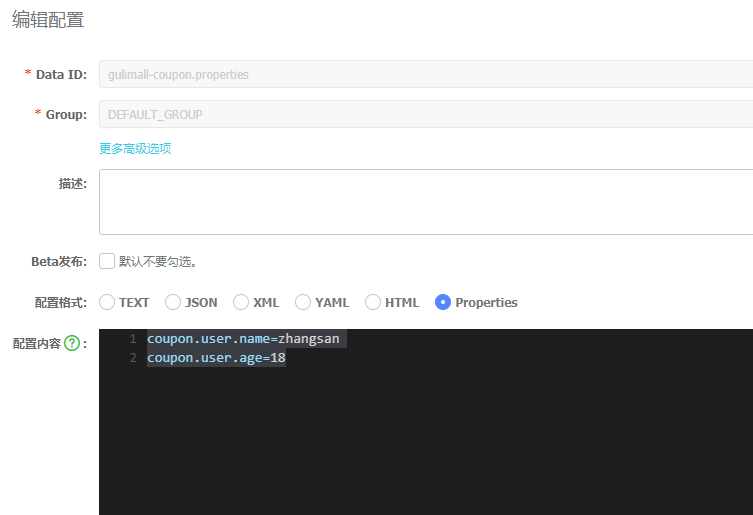 编辑配置
* Data ID: gulimall-coupon.properties
* Group: DEFAULT_GROUP
更多高级选项
描述:
Beta发布: 默认不要勾选。
配置格式: TEXT JSON XML YAML HTML Properties
配置内容 ? :
1 coupon.user.name=zhangsan
2 coupon.user.age=18